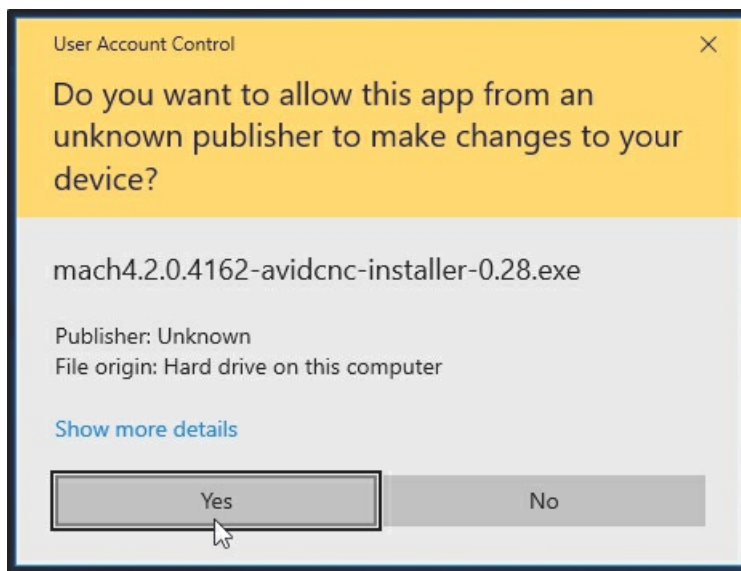 User Account Control
Do you want to allow this app from an
unknown publisher to make changes to your
device?
mach4.2.0.4162-avidcnc-installer-0.28.exe
Publisher: Unknown
File origin: Hard drive on this computer
Show more details
Yes
No